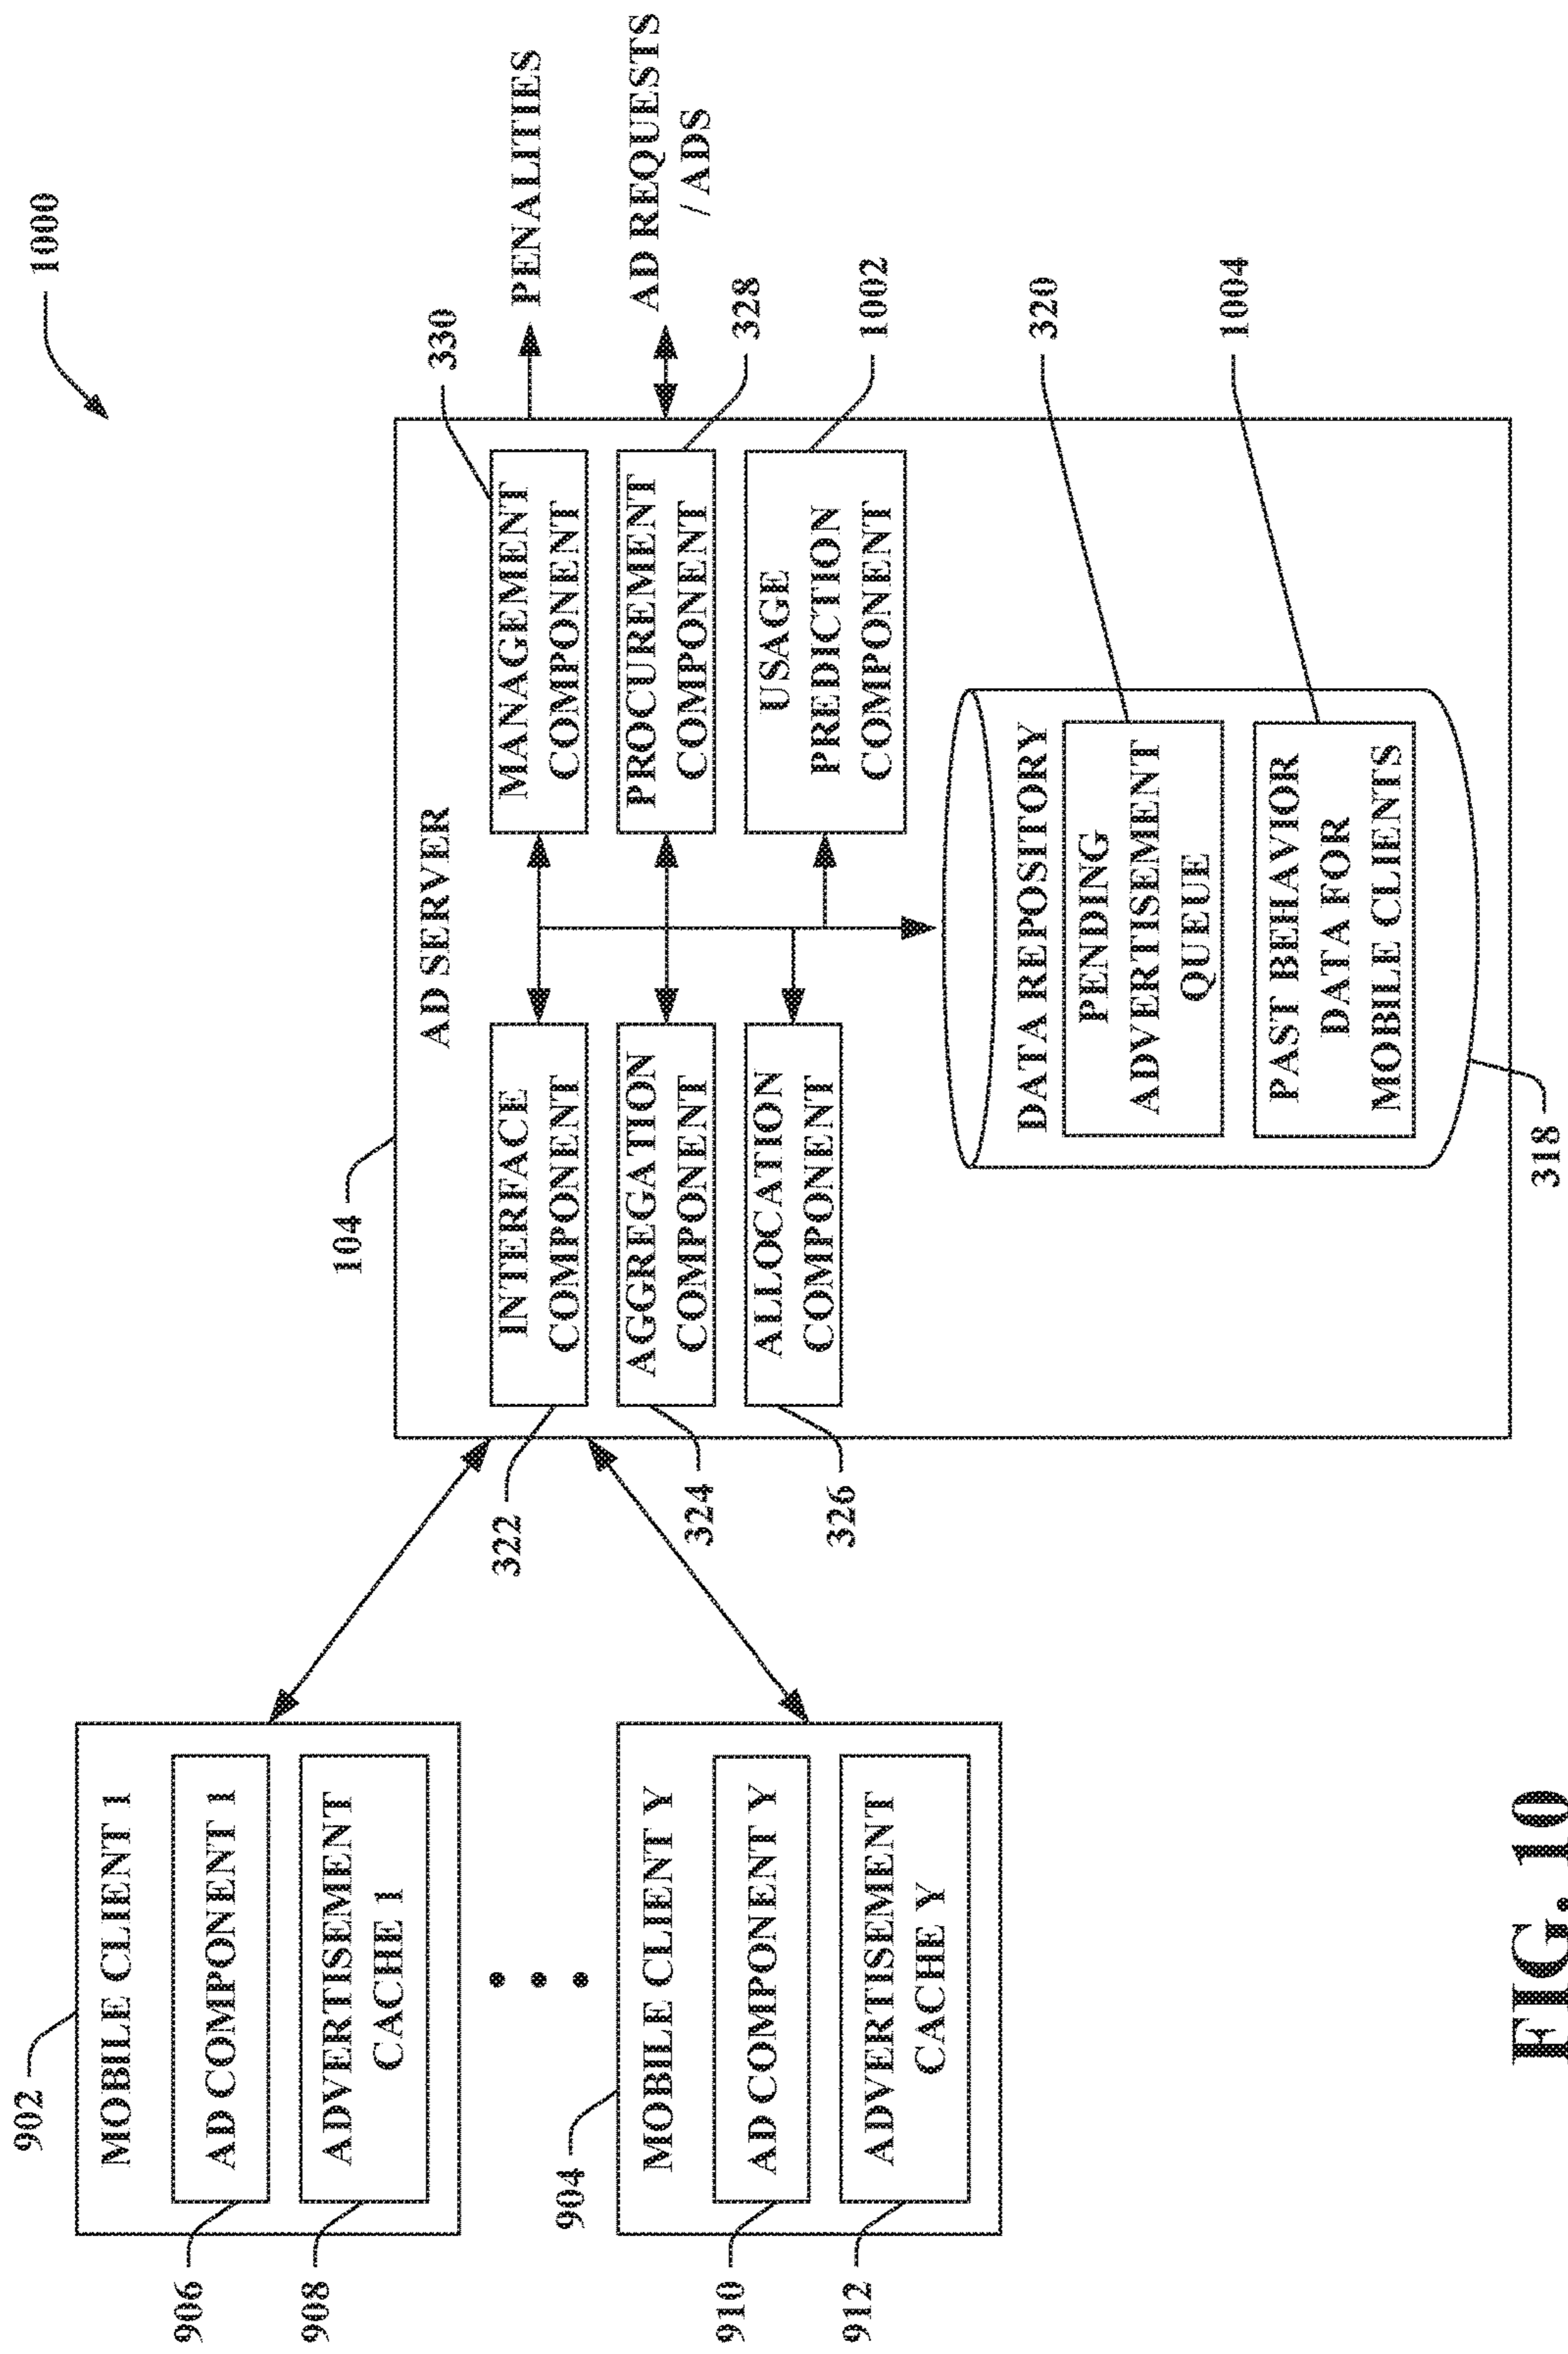 1000
902
MOBILE CLIENT 1
AD COMPONENT 1
ADVERTISEMENT
CACHE 1
906
908
904
MOBILE CLIENT Y
AD COMPONENT Y
ADVERTISEMENT
CACHE Y
910
912
104
AD SERVER
INTERFACE
COMPONENT
322
AGGREGATION
COMPONENT
324
ALLOCATION
COMPONENT
326
MANAGEMENT
COMPONENT
330
PROCUREMENT
COMPONENT
328
USAGE
PREDICTION
COMPONENT
1002
PENALITIES
AD REQUESTS
/ ADS
DATA REPOSITORY
PENDING
ADVERTISEMENT
QUEUE
320
PAST BEHAVIOR
DATA FOR
MOBILE CLIENTS
1004
318
FIG. 10